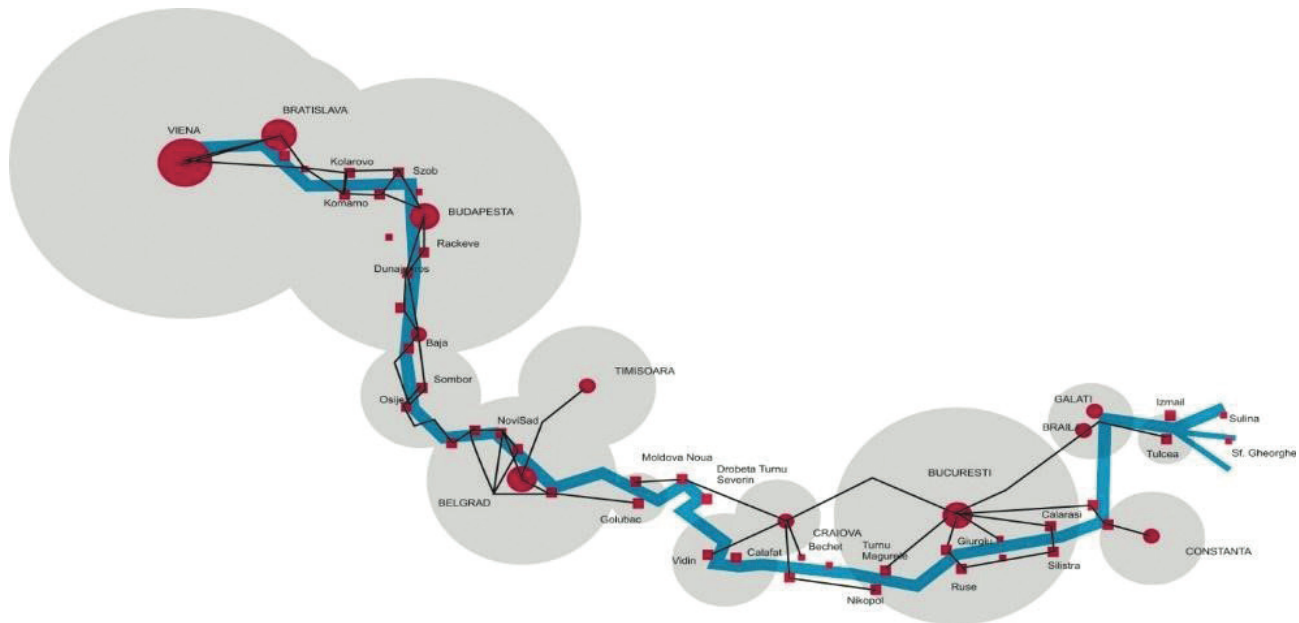 BRATISLAVA
VIENA
Kolarovo
Szob
Komarno
BUDAPESTA
Rackeve
Baja
Sombor
TIMISOARA
NoviSad
BELGRAD
Moldova Noua
Drobeta Turnu
Severin
Golubac
CRAIOVA
Bechet
Vidin
Calafat
Turnu
Magurele
Nikopol
BUCURESTI
Giurgiu
Ruse
Calarasi
Silistra
CONSTANTA
GALATI
BRAILA
Izmail
Tulcea
Sulina
Sf. Gheorghe